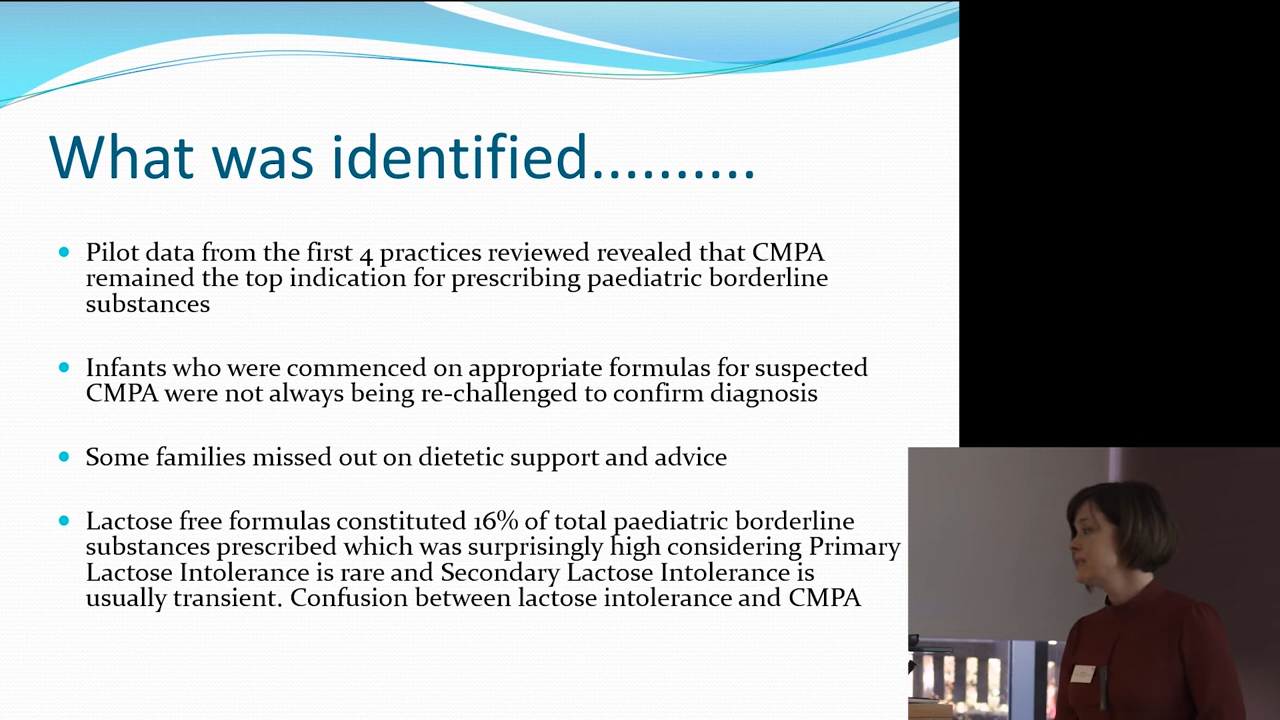 What was identified..........
Pilot data from the first 4 practices reviewed revealed that CMPA
remained the top indication for prescribing paediatric borderline
substances
Infants who were commenced on appropriate formulas for suspected
CMPA were not always being re-challenged to confirm diagnosis
Some families missed out on dietetic support and advice
Lactose free formulas constituted 16% of total paediatric borderline
substances prescribed which was surprisingly high considering Primary
Lactose Intolerance is rare and Secondary Lactose Intolerance is
usually transient. Confusion between lactose intolerance and CMPA